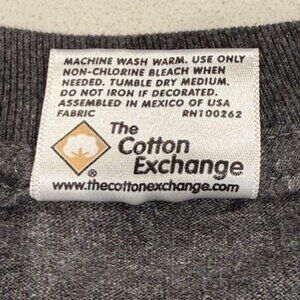 MACHINE WASH WARM. USE ONLY
NON-CHLORINE BLEACH WHEN
NEEDED. TUMBLE DRY MEDIUM.
DO NOT IRON IF DECORATED.
ASSEMBLED IN MEXICO OF USA
FABRIC RN100262
The
Cotton
Exchange
®
www.thecottonexchange.com